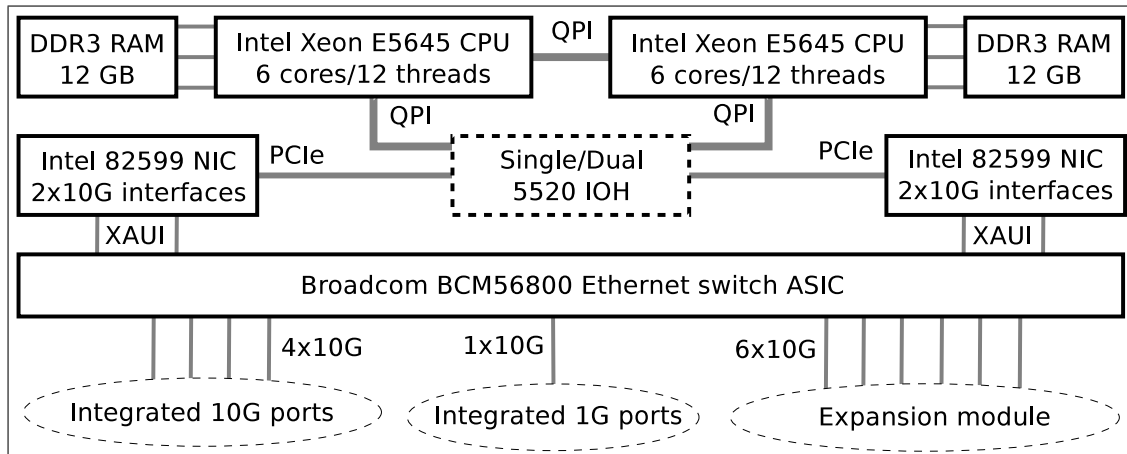 DDR3 RAM
12 GB
Intel Xeon E5645 CPU
6 cores/12 threads
QPI
Intel Xeon E5645 CPU
6 cores/12 threads
DDR3 RAM
12 GB
QPI
QPI
Intel 82599 NIC
2x10G interfaces
PCIe
Single/Dual
5520 IOH
PCIe
Intel 82599 NIC
2x10G interfaces
XAUI
XAUI
Broadcom BCM56800 Ethernet switch ASIC
4x10G
1x10G
6x10G
Integrated 10G ports
Integrated 1G ports
Expansion module